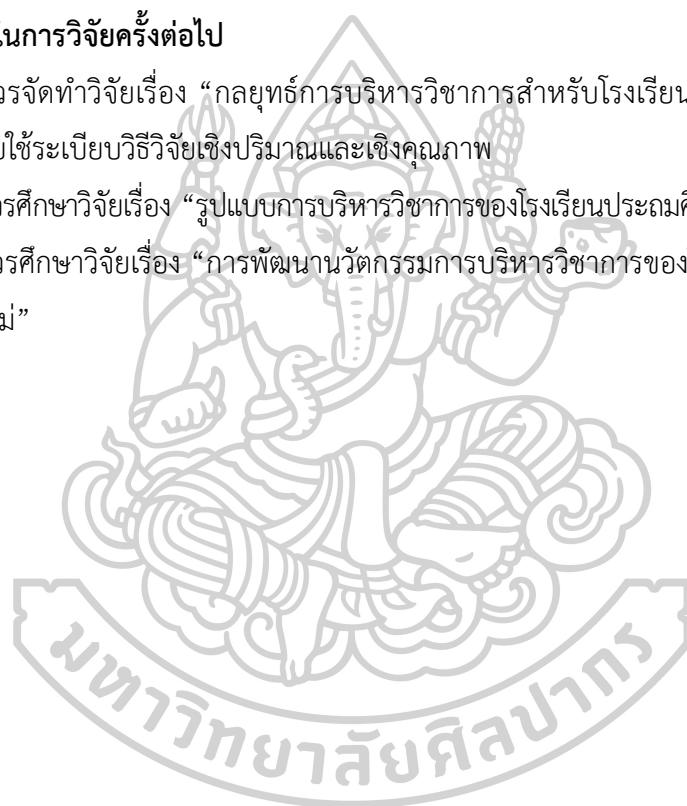 ในการวิจัยครั้งต่อไป
วรจัดทำวิจัยเรื่อง “กลยุทธ์การบริหารวิชาการสำหรับโรงเรียน
ใช้ระเบียบวิธีวิจัยเชิงปริมาณและเชิงคุณภาพ
รศึกษาวิจัยเรื่อง “รูปแบบการบริหารวิชาการของโรงเรียนประถม
วรศึกษาวิจัยเรื่อง “การพัฒนานวัตกรรมการบริหารวิชาการของ
ม่”
มหาวิทยาลัยศิลปากร